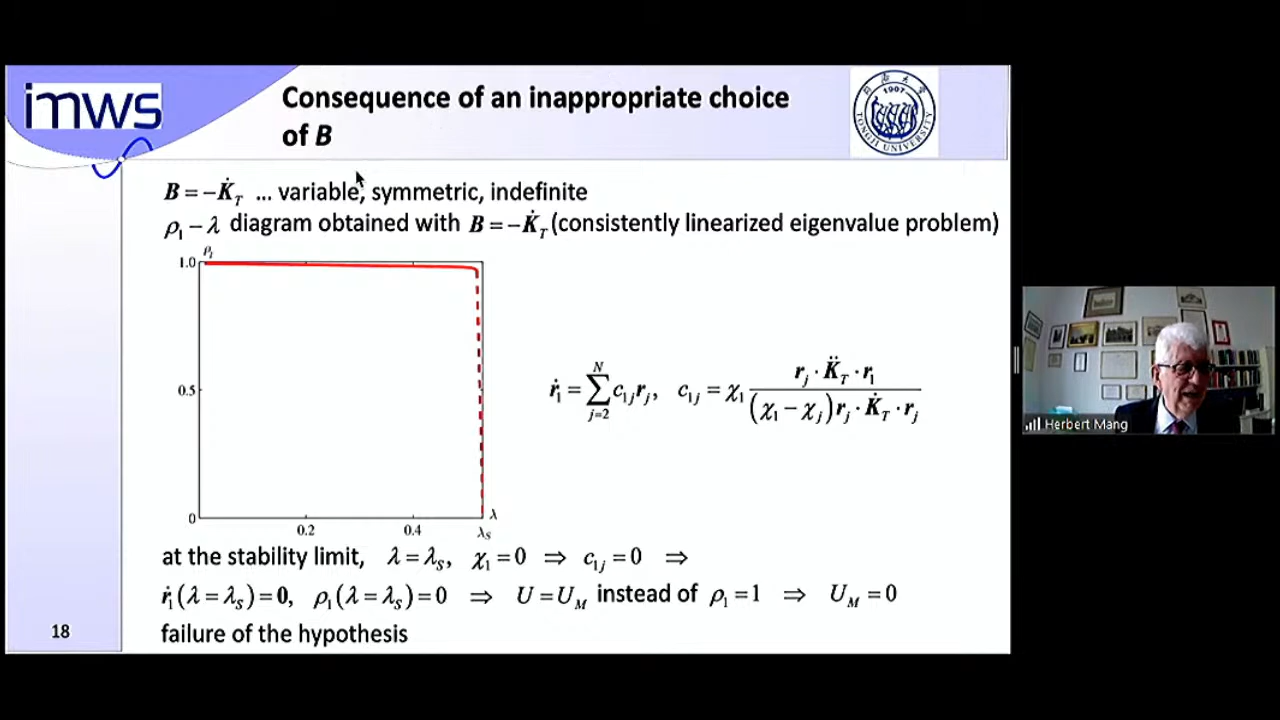 imws
Consequence of an inappropriate choice
of B
1907
TONGJI UNIVERSITY
B = −K̇_T ... variable, symmetric, indefinite
ρ₁ − λ diagram obtained with B = −K̇_T (consistently linearized eigenvalue problem)
ρ₁
1.0
0.5
0
0.2 0.4 λ_S λ
ṙ₁ = ∑_{j=2}^{N} c_{1j} r_j, c_{1j} = χ₁ (r_j · K̈_T · r₁) / ((χ₁ − χ_j) r_j · K̇_T · r_j)
at the stability limit, λ = λ_S, χ₁ = 0 ⇒ c_{1j} = 0 ⇒
ṙ₁(λ = λ_S) = 0, ρ₁(λ = λ_S) = 0 ⇒ U = U_M instead of ρ₁ = 1 ⇒ U_M = 0
failure of the hypothesis
18
Herbert Mang